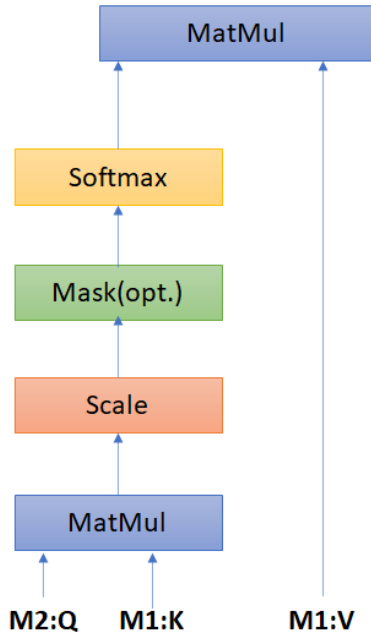 MatMul
Softmax
Mask(opt.)
Scale
MatMul
M2:Q M1:K M1:V